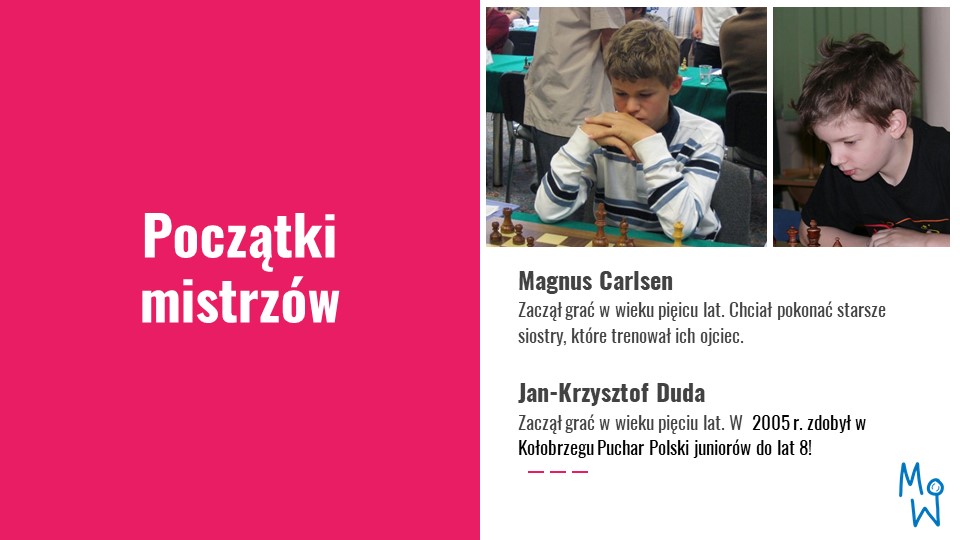 Początki
mistrzów
Magnus Carlsen
Zaczął grać w wieku pięicu lat. Chciał pokonać starsze
siostry, które trenował ich ojciec.
Jan-Krzysztof Duda
Zaczął grać w wieku pięciu lat. W 2005 r. zdobył w
Kołobrzegu Puchar Polski juniorów do lat 8!
MoW